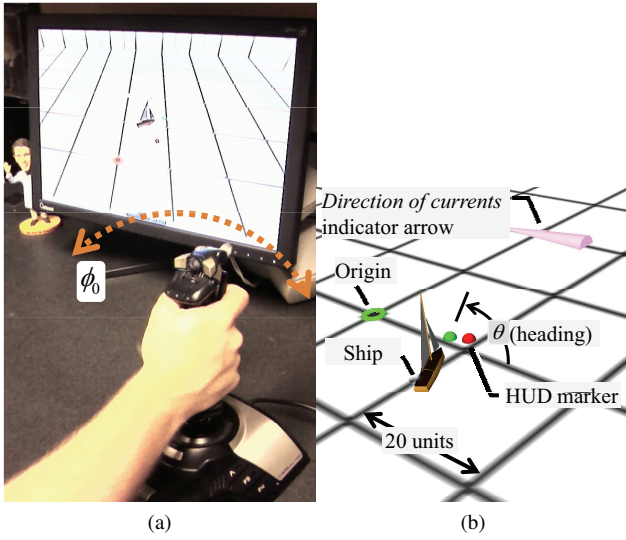 ϕ₀
Direction of currents
indicator arrow
Origin
θ (heading)
Ship
HUD marker
20 units
(a)
(b)